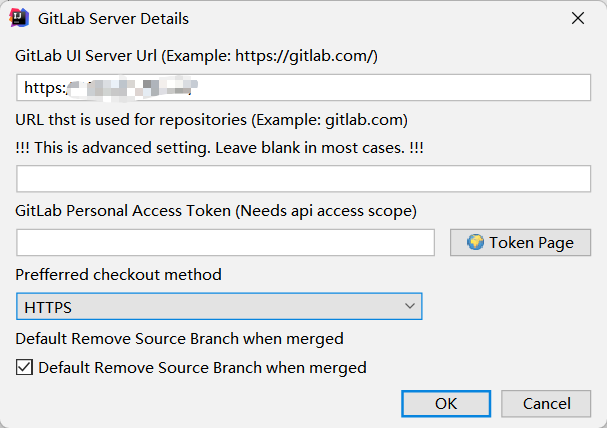 GitLab Server Details
GitLab UI Server Url (Example: https://gitlab.com/)
https:/
URL thst is used for repositories (Example: gitlab.com)
!!! This is advanced setting. Leave blank in most cases. !!!
GitLab Personal Access Token (Needs api access scope)
Token Page
Prefferred checkout method
HTTPS
Default Remove Source Branch when merged
Default Remove Source Branch when merged
OK Cancel